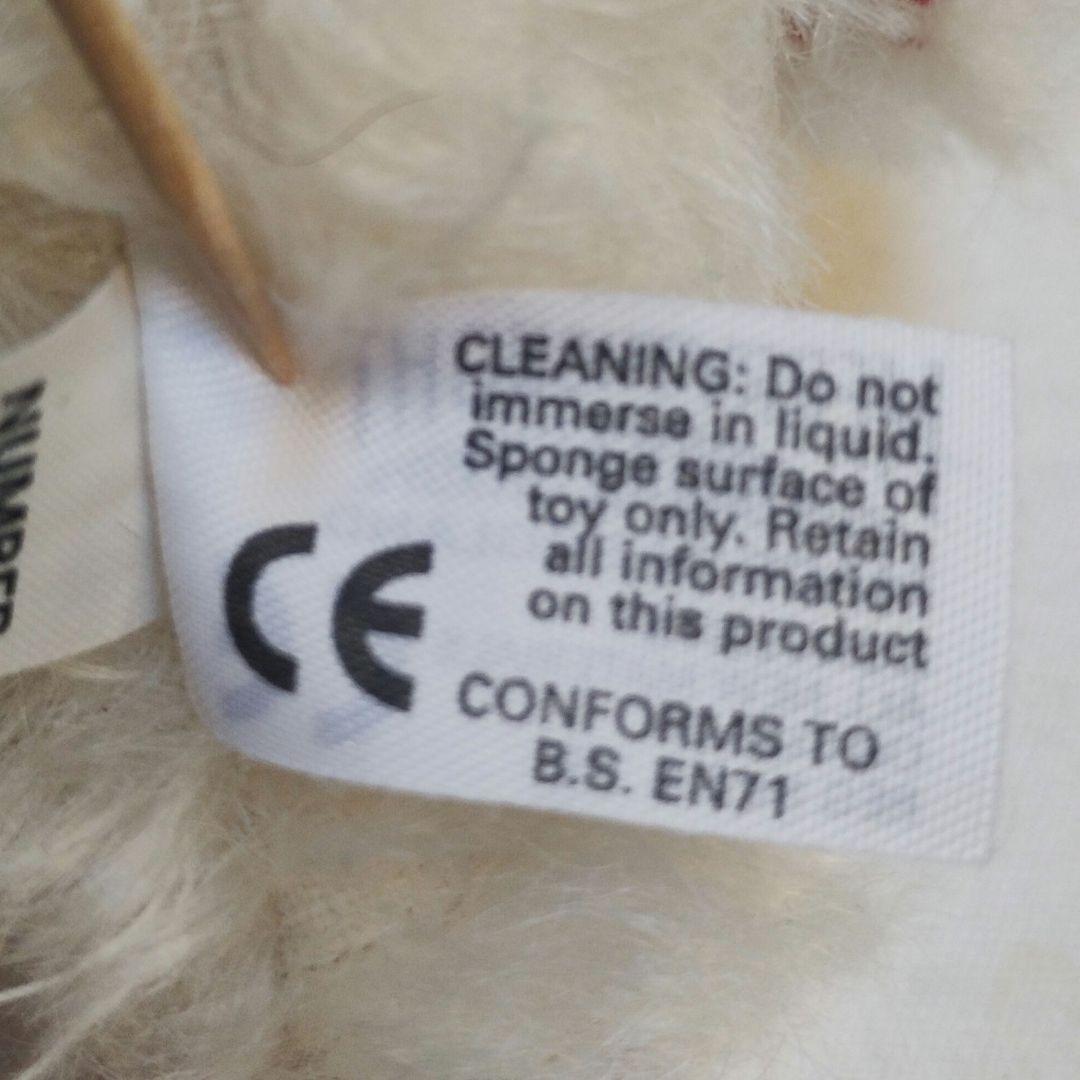 CLEANING: Do not
immerse in liquid.
Sponge surface of
toy only. Retain
all information
on this product
CE
CONFORMS TO
B.S. EN71
NUMBER